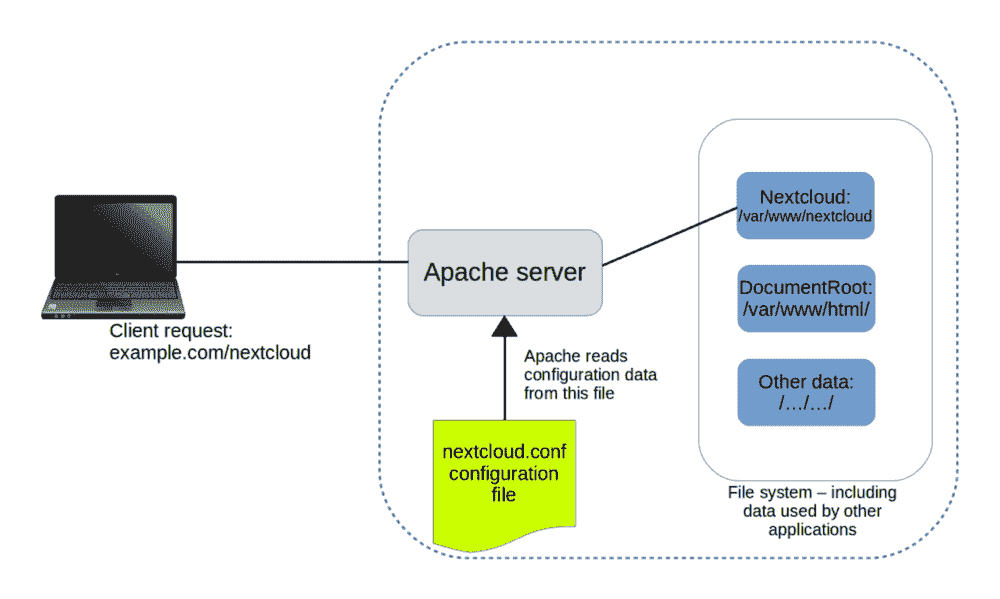 Client request:
example.com/nextcloud
Apache server
Apache reads
configuration data
from this file
nextcloud.conf
configuration
file
Nextcloud:
/var/www/nextcloud
DocumentRoot:
/var/www/html/
Other data:
/.../.../
File system – including
data used by other
applications